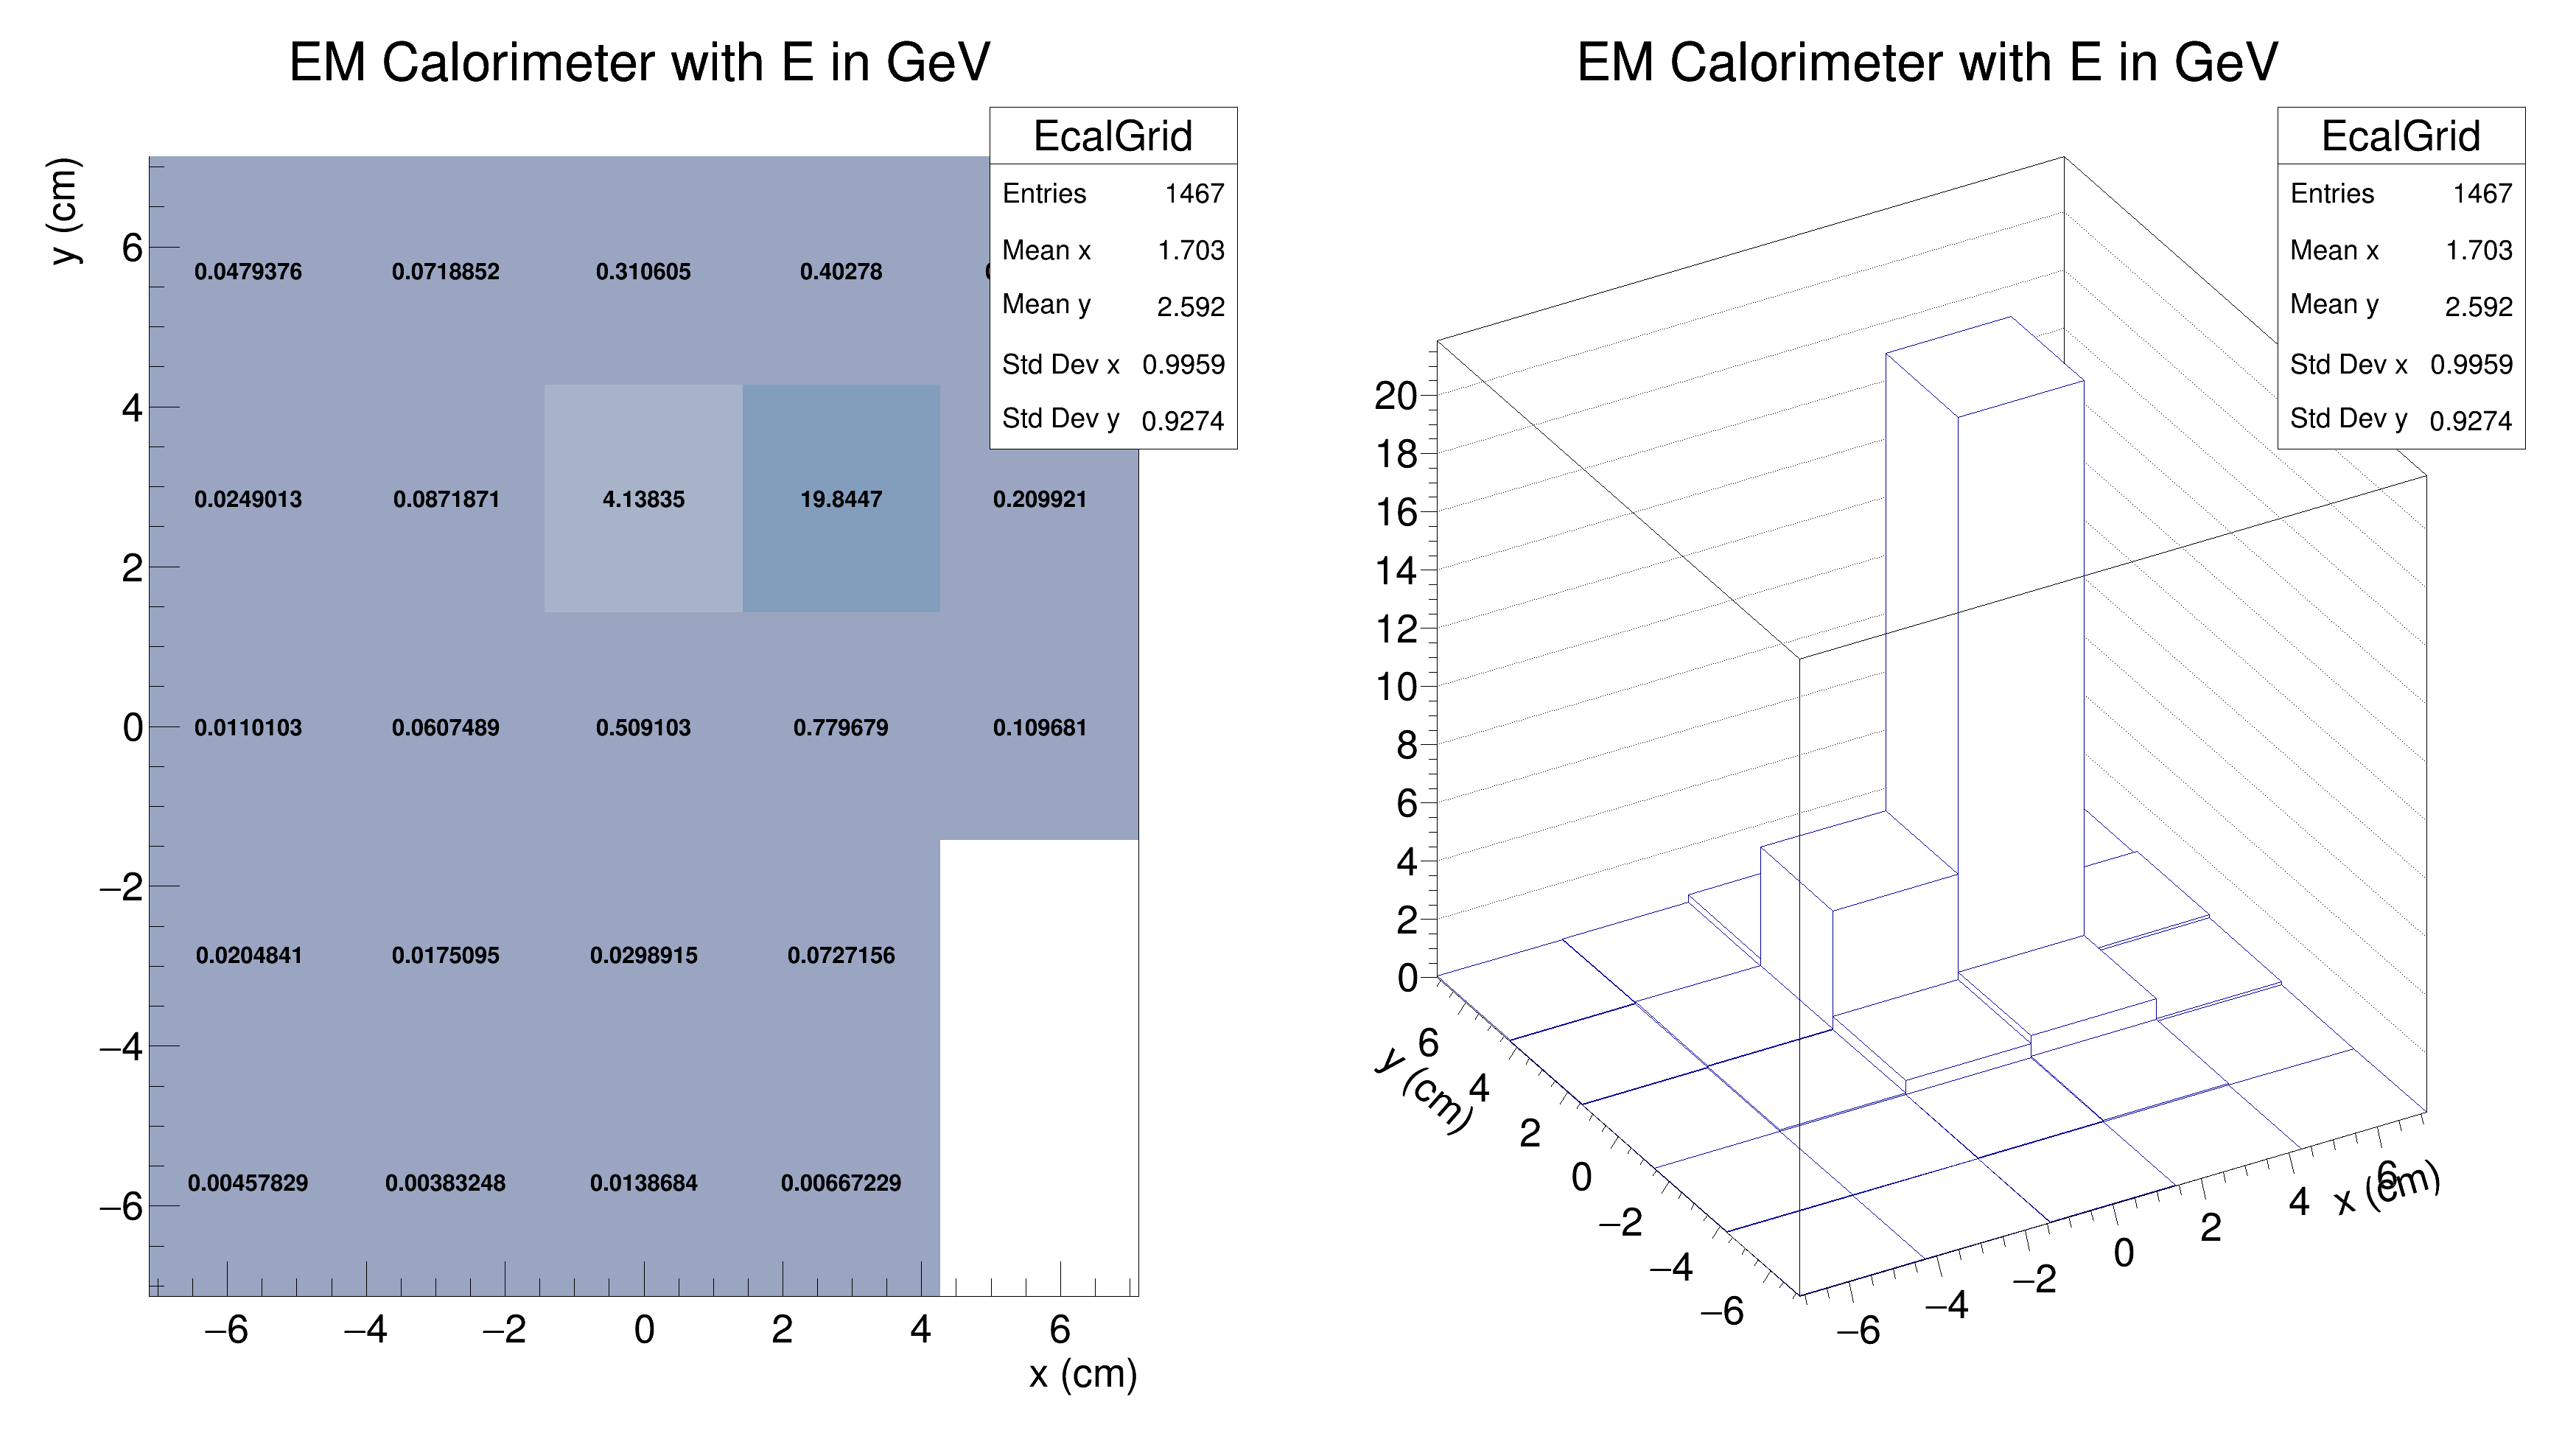 EM Calorimeter with E in GeV
EcalGrid
Entries 1467
Mean x 1.703
Mean y 2.592
Std Dev x 0.9959
Std Dev y 0.9274
y (cm)
6
4
2
0
−2
−4
−6
0.0479376 0.0718852 0.310605 0.40278
0.0249013 0.0871871 4.13835 19.8447 0.209921
0.0110103 0.0607489 0.509103 0.779679 0.109681
0.0204841 0.0175095 0.0298915 0.0727156
0.00457829 0.00383248 0.0138684 0.00667229
−6 −4 −2 0 2 4 6
x (cm)
EM Calorimeter with E in GeV
EcalGrid
Entries 1467
Mean x 1.703
Mean y 2.592
Std Dev x 0.9959
Std Dev y 0.9274
20
18
16
14
12
10
8
6
4
2
0
6
4
2
0
−2
−4
−6
y (cm)
−6 −4 −2 0 2 4 6
x (cm)